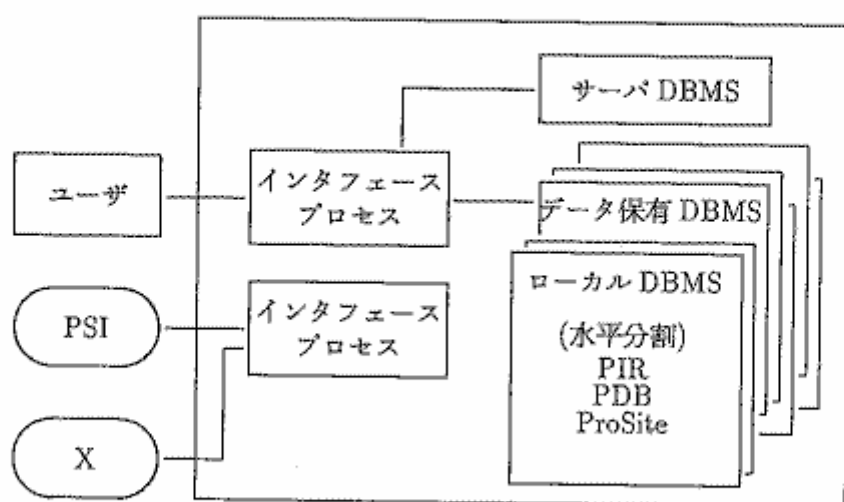 サーバ DBMS
ユーザ
インタフェース
プロセス
データ保有 DBMS
PSI
インタフェース
プロセス
ローカル DBMS
(水平分割)
PIR
PDB
ProSite
X